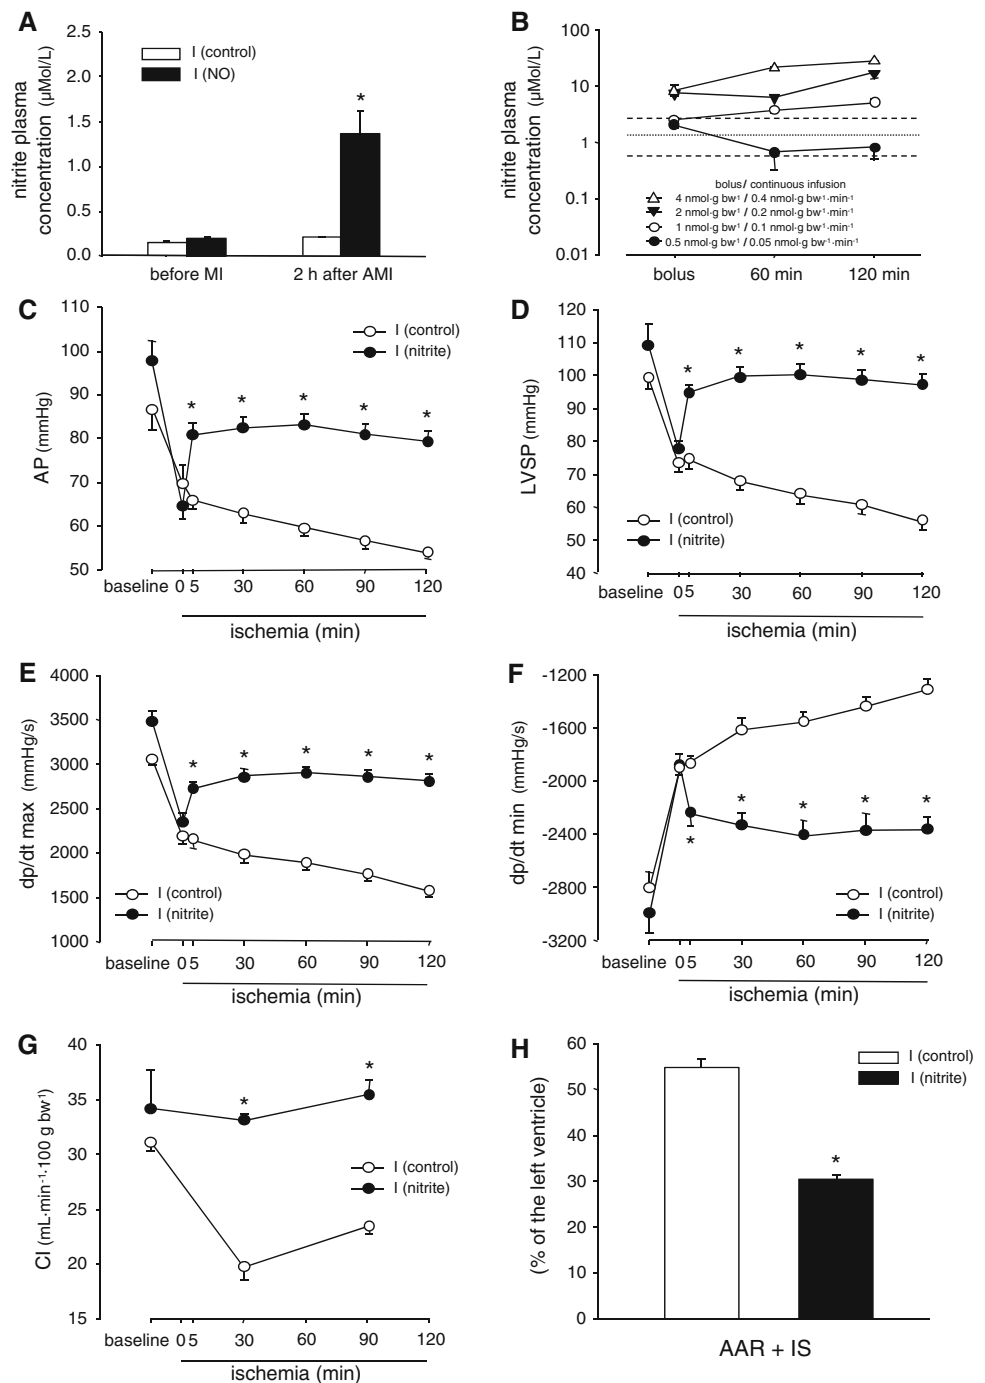 A
nitrite plasma
concentration (µMol/L)
2.5
2.0
1.5
1.0
0.5
0.0
I (control)
I (NO)
*
before MI
2 h after AMI
B
nitrite plasma
concentration (µMol/L)
100
10
1
0.1
0.01
bolus/ continuous infusion
4 nmol·g bw-1 / 0.4 nmol·g bw-1·min-1
2 nmol·g bw-1 / 0.2 nmol·g bw-1·min-1
1 nmol·g bw-1 / 0.1 nmol·g bw-1·min-1
0.5 nmol·g bw-1 / 0.05 nmol·g bw-1·min-1
bolus
60 min
120 min
C
AP (mmHg)
110
100
90
80
70
60
50
I (control)
I (nitrite)
* * * * *
baseline 0 5 30 60 90 120
ischemia (min)
D
LVSP (mmHg)
120
110
100
90
80
70
60
50
40
* * * * *
I (control)
I (nitrite)
baseline 0 5 30 60 90 120
ischemia (min)
E
dp/dt max (mmHg/s)
4000
3500
3000
2500
2000
1500
1000
* * * * *
I (control)
I (nitrite)
baseline 0 5 30 60 90 120
ischemia (min)
F
dp/dt min (mmHg/s)
-1200
-1600
-2000
-2400
-2800
-3200
* * * * *
I (control)
I (nitrite)
baseline 0 5 30 60 90 120
ischemia (min)
G
CI (mL·min-1·100 g bw-1)
40
35
30
25
20
15
* *
I (control)
I (nitrite)
baseline 0 5 30 60 90 120
ischemia (min)
H
(% of the left ventricle)
60
50
40
30
20
10
0
I (control)
I (nitrite)
*
AAR + IS